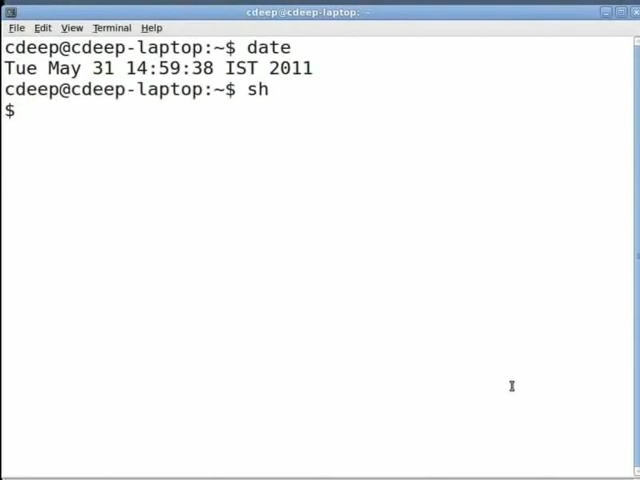 cdeep@cdeep-laptop: ~
File Edit View Terminal Help
cdeep@cdeep-laptop:~$ date
Tue May 31 14:59:38 IST 2011
cdeep@cdeep-laptop:~$ sh
$